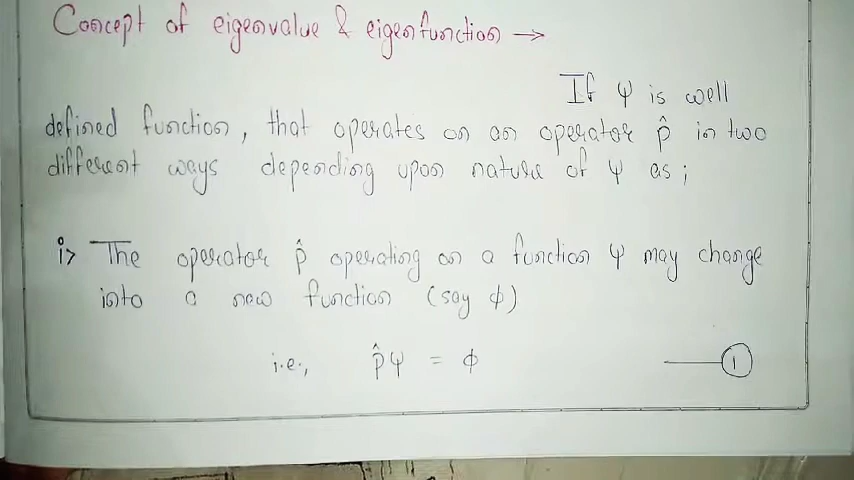 Concept of eigenvalue & eigenfunction →
If ψ is well
defined function, that operates on an operator p̂ in two
different ways depending upon nature of ψ as;
i> The operator p̂ operating on a function ψ may change
into a new function (say ϕ)
i.e., p̂ψ = ϕ —①